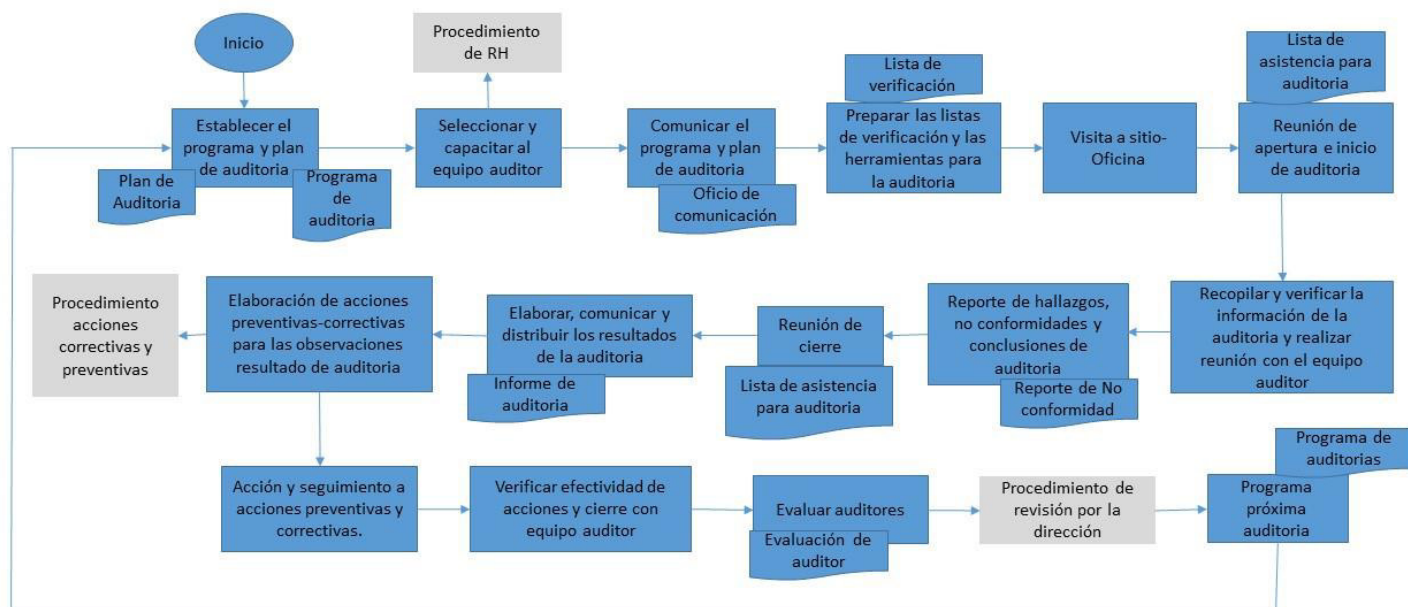 Inicio
Procedimiento
de RH
Lista de
verificación
Lista de
asistencia para
auditoria
Establecer el
programa y plan
de auditoria
Plan de
Auditoria
Programa
de
auditoria
Seleccionar y
capacitar al
equipo auditor
Comunicar el
programa y plan
de auditoria
Oficio de
comunicación
Preparar las listas
de verificación y las
herramientas para
la auditoria
Visita a sitio-
Oficina
Reunión de
apertura e inicio
de auditoria
Procedimiento
acciones
correctivas y
preventivas
Elaboración de acciones
preventivas-correctivas
para las observaciones
resultado de auditoria
Elaborar, comunicar y
distribuir los resultados
de la auditoria
Informe de
auditoria
Reunión de
cierre
Lista de asistencia
para auditoria
Reporte de hallazgos,
no conformidades y
conclusiones de
auditoria
Reporte de No
conformidad
Recopilar y verificar la
información de la
auditoria y realizar
reunión con el equipo
auditor
Acción y seguimiento a
acciones preventivas y
correctivas.
Verificar efectividad de
acciones y cierre con
equipo auditor
Evaluar auditores
Evaluación de
auditor
Procedimiento de
revisión por la
dirección
Programa de
auditorias
Programa
próxima
auditoria